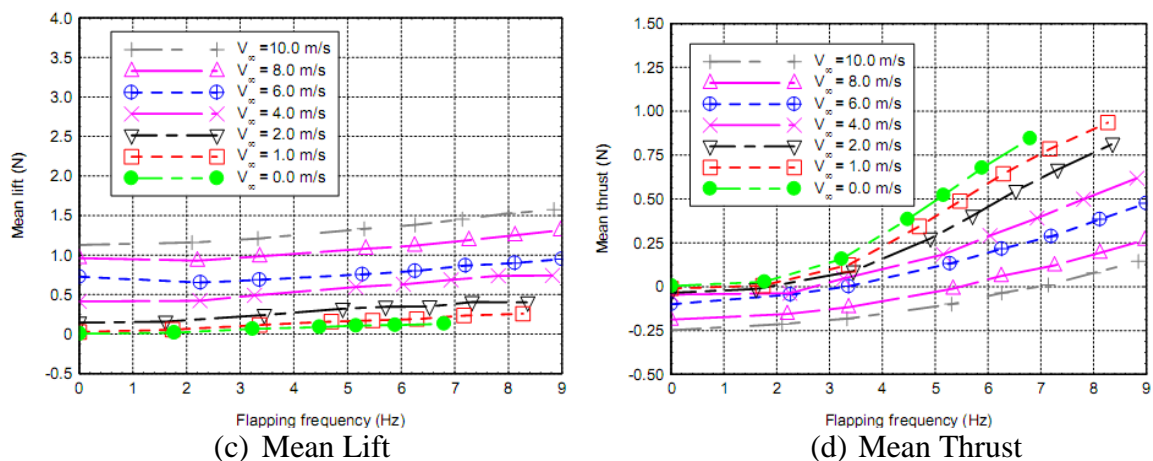 4.0
3.5
3.0
2.5
2.0
1.5
1.0
0.5
0
-0.5
Mean lift (N)
V∞=10.0 m/s
V∞=8.0 m/s
V∞=6.0 m/s
V∞=4.0 m/s
V∞=2.0 m/s
V∞=1.0 m/s
V∞=0.0 m/s
0 1 2 3 4 5 6 7 8 9
Flapping frequency (Hz)
(c) Mean Lift
1.50
1.25
1.00
0.75
0.50
0.25
0
-0.25
-0.50
Mean thrust (N)
V∞=10.0 m/s
V∞=8.0 m/s
V∞=6.0 m/s
V∞=4.0 m/s
V∞=2.0 m/s
V∞=1.0 m/s
V∞=0.0 m/s
0 1 2 3 4 5 6 7 8 9
Flapping frequency (Hz)
(d) Mean Thrust